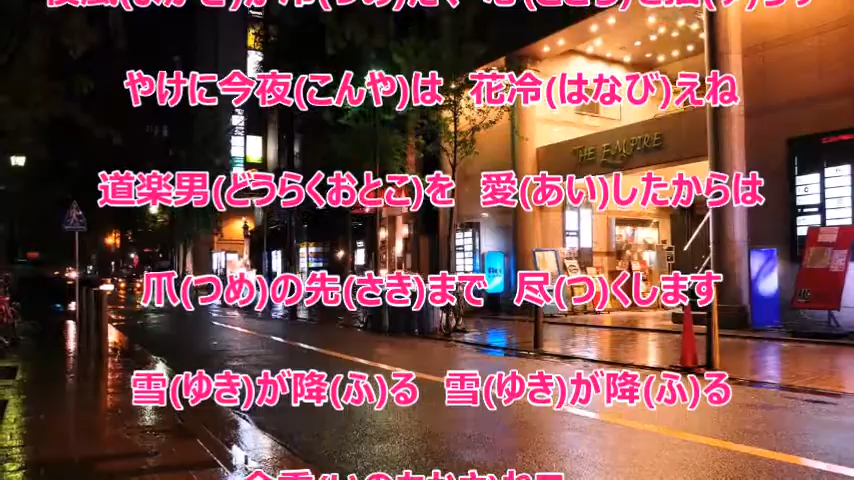 やけに今夜(こんや)は　花冷(はなび)えね
THE EMPIRE
道楽男(どうらくおとこ)を　愛(あい)したからは
爪(つめ)の先(さき)まで　尽(つ)くします
雪(ゆき)が降(ふ)る　雪(ゆき)が降(ふ)る